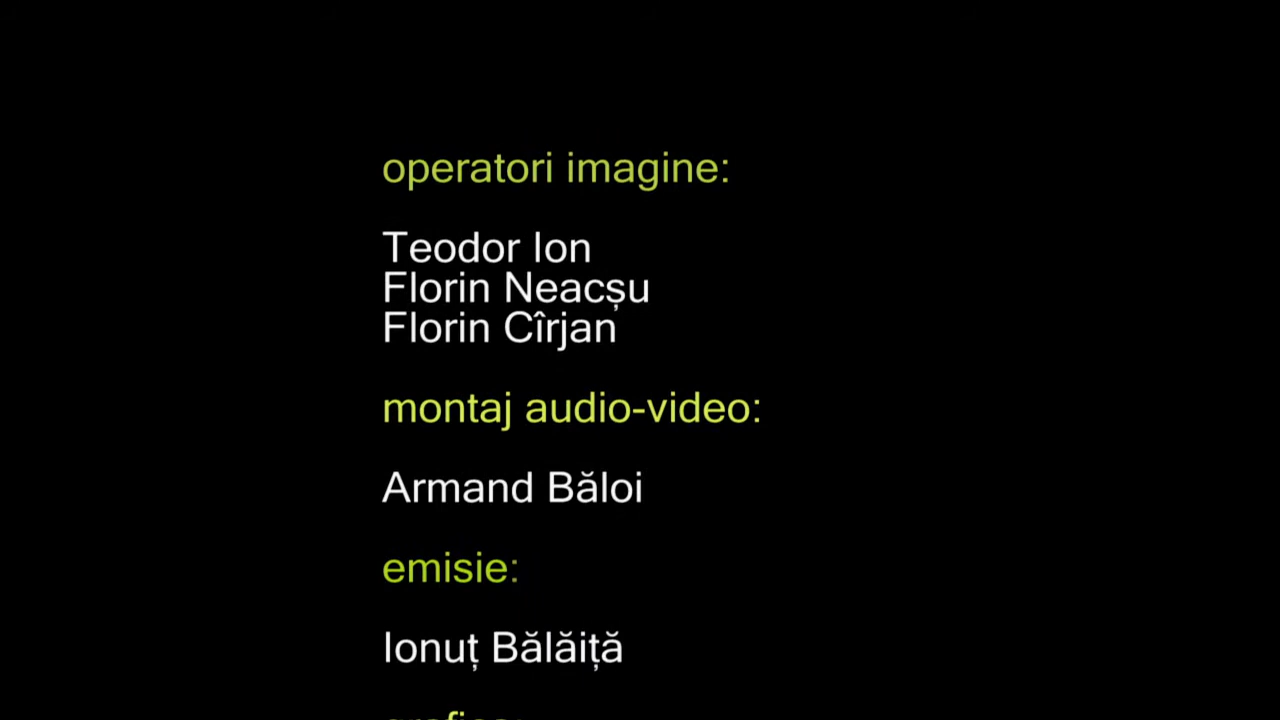 operatori imagine:
Teodor Ion
Florin Neacșu
Florin Cîrjan
montaj audio-video:
Armand Băloi
emisie:
Ionuț Bălăiță